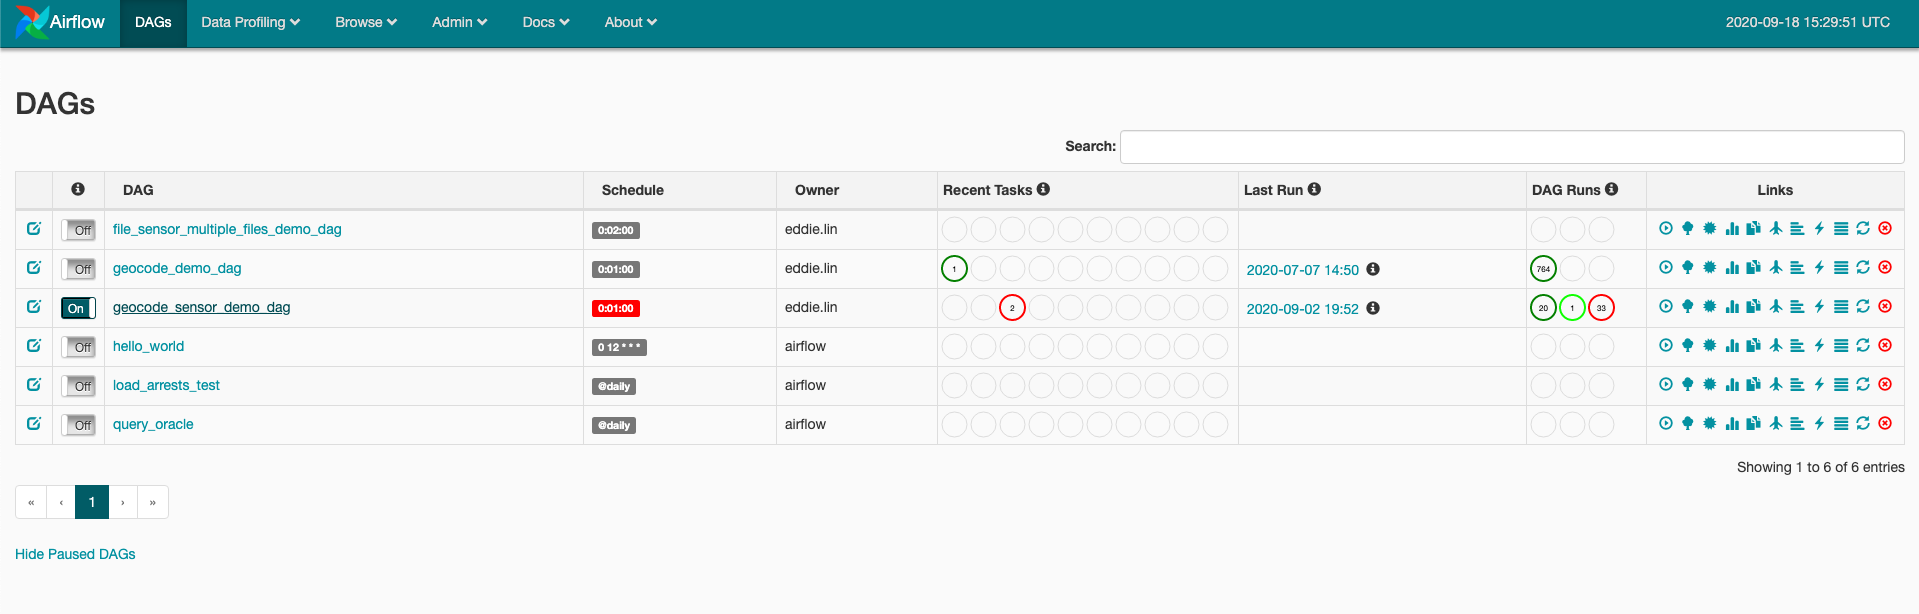 Airflow DAGs Data Profiling Browse Admin Docs About 2020-09-18 15:29:51 UTC
DAGs
Search:
DAG Schedule Owner Recent Tasks Last Run DAG Runs Links
Off file_sensor_multiple_files_demo_dag 0:02:00 eddie.lin
Off geocode_demo_dag 0:01:00 eddie.lin 1 2020-07-07 14:50 764
On geocode_sensor_demo_dag 0:01:00 eddie.lin 2 2020-09-02 19:52 20 1 33
Off hello_world 0 12 * * * airflow
Off load_arrests_test @daily airflow
Off query_oracle @daily airflow
Showing 1 to 6 of 6 entries
« ‹ 1 › »
Hide Paused DAGs